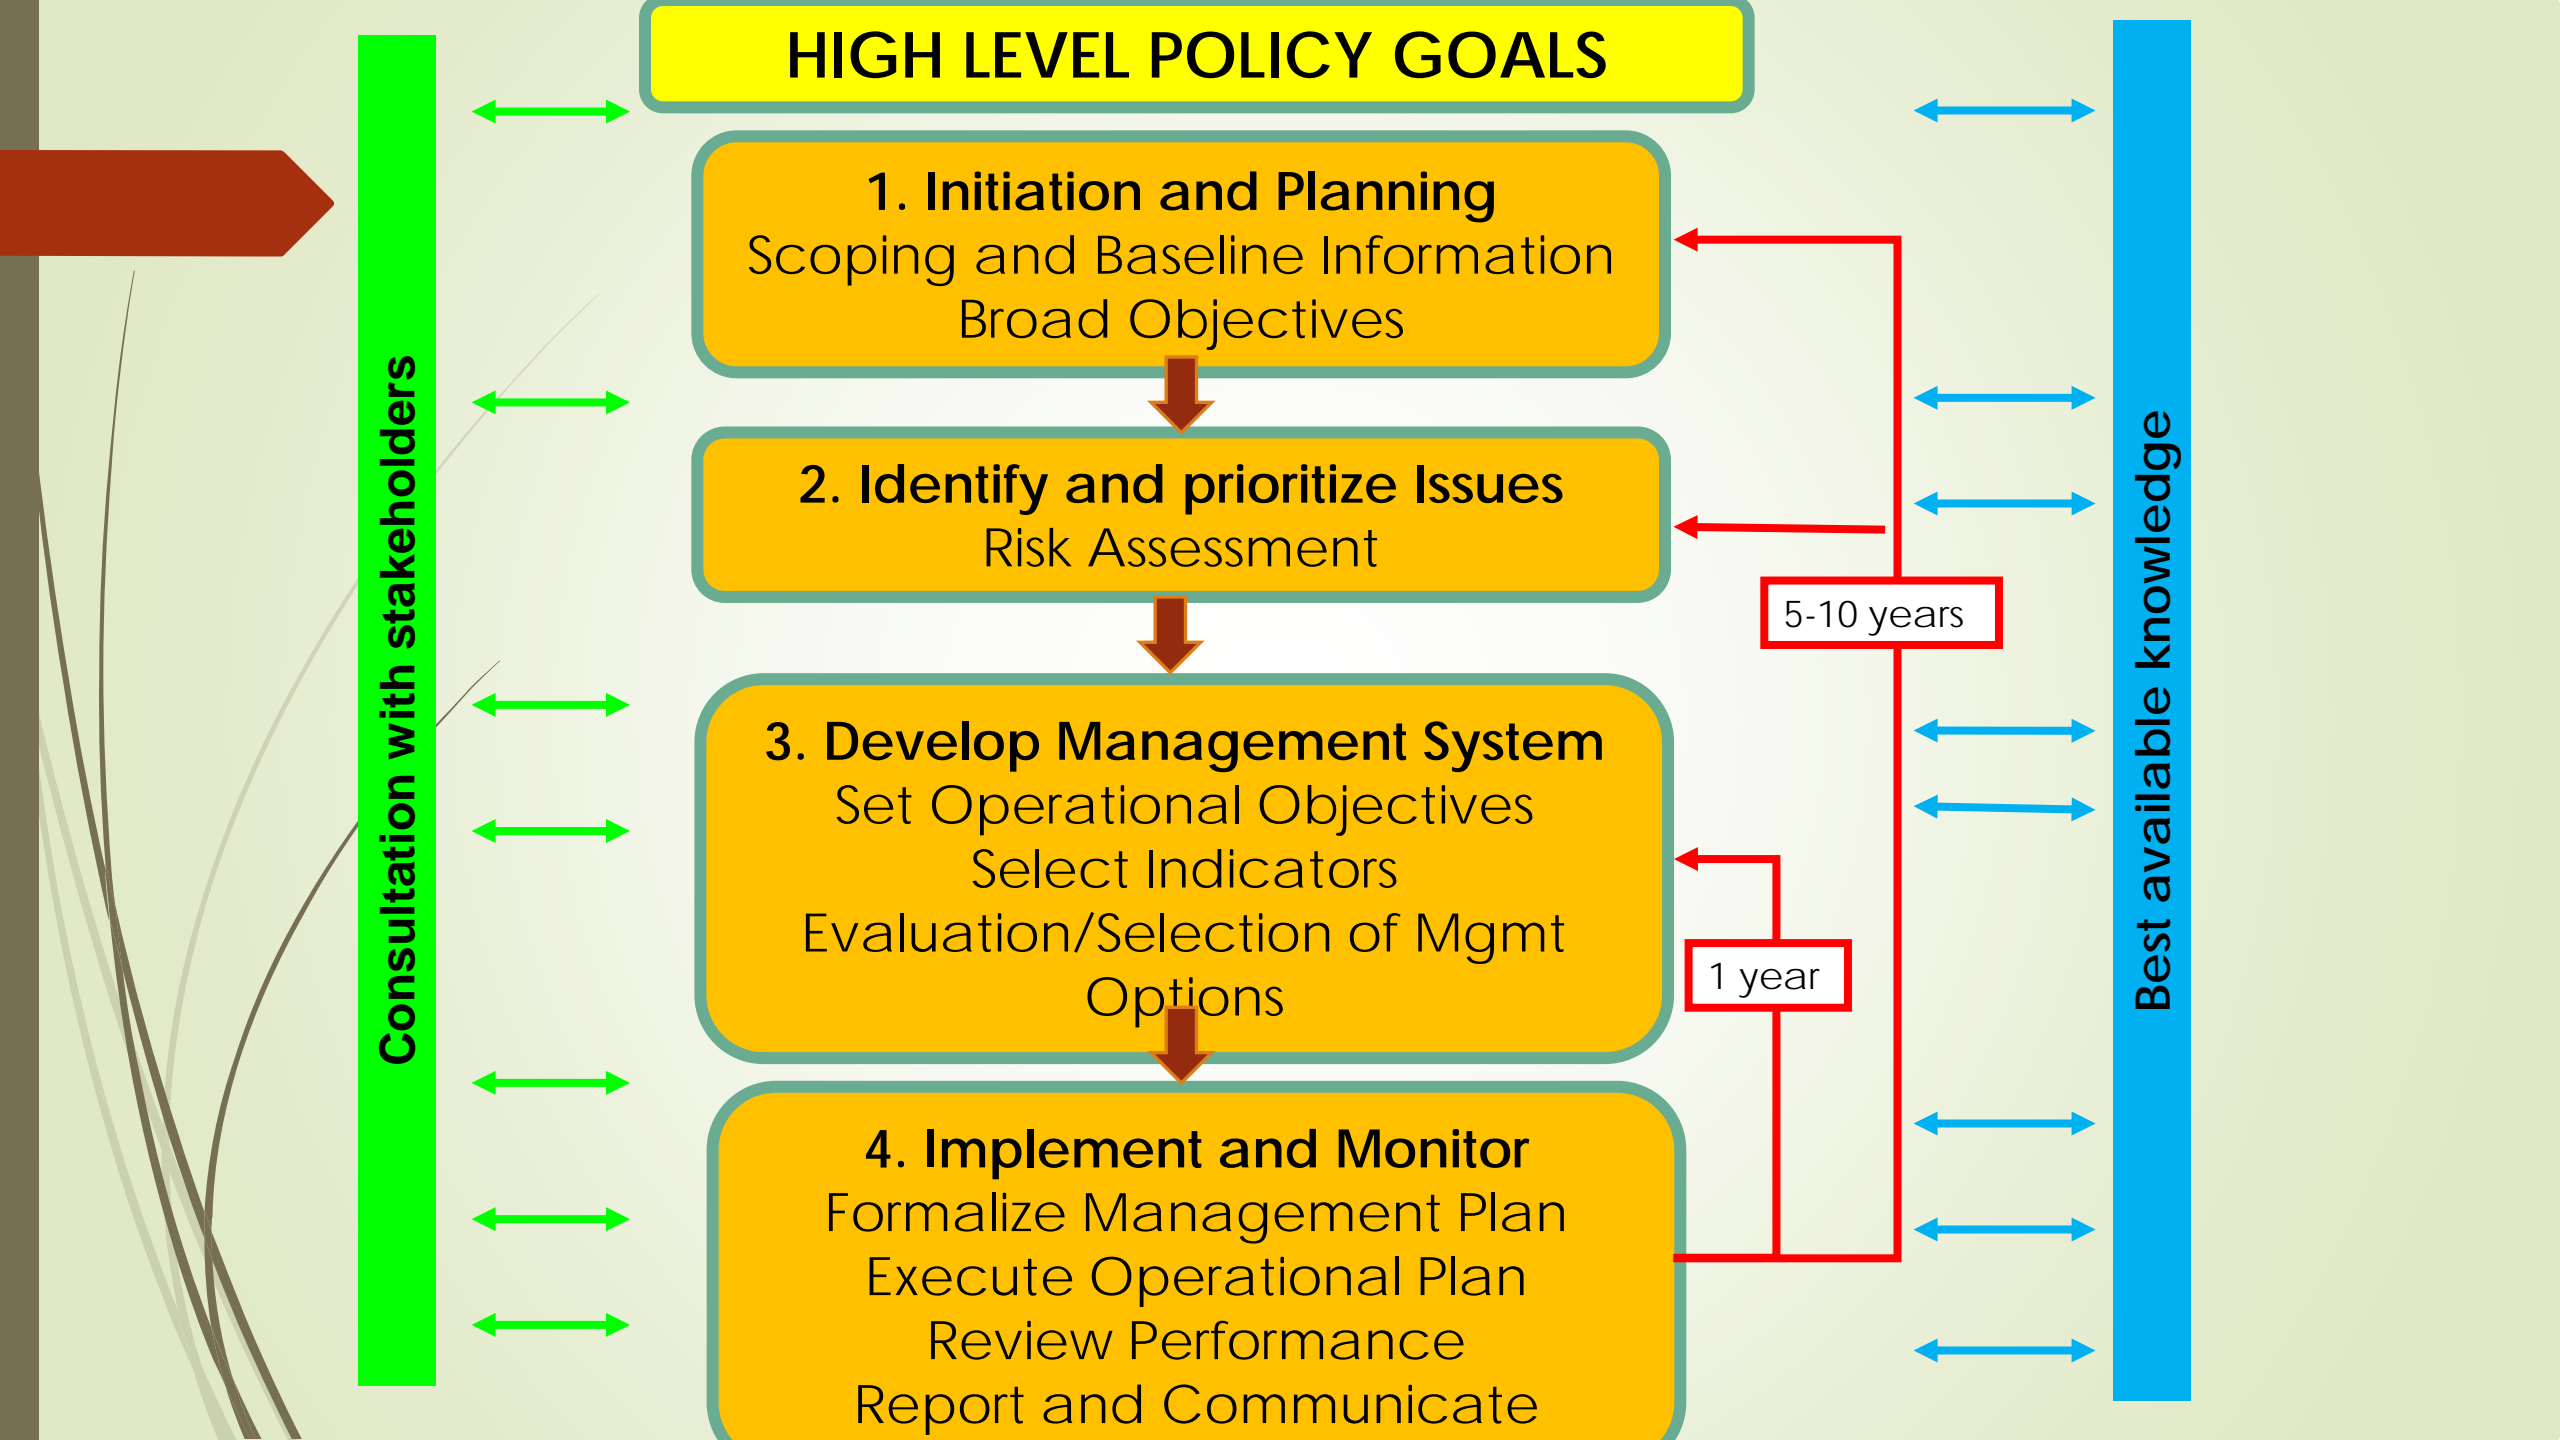 HIGH LEVEL POLICY GOALS
Consultation with stakeholders
1. Initiation and Planning
Scoping and Baseline Information
Broad Objectives
2. Identify and prioritize Issues
Risk Assessment
5-10 years
3. Develop Management System
Set Operational Objectives
Select Indicators
Evaluation/Selection of Mgmt
Options
1 year
4. Implement and Monitor
Formalize Management Plan
Execute Operational Plan
Review Performance
Report and Communicate
Best available knowledge